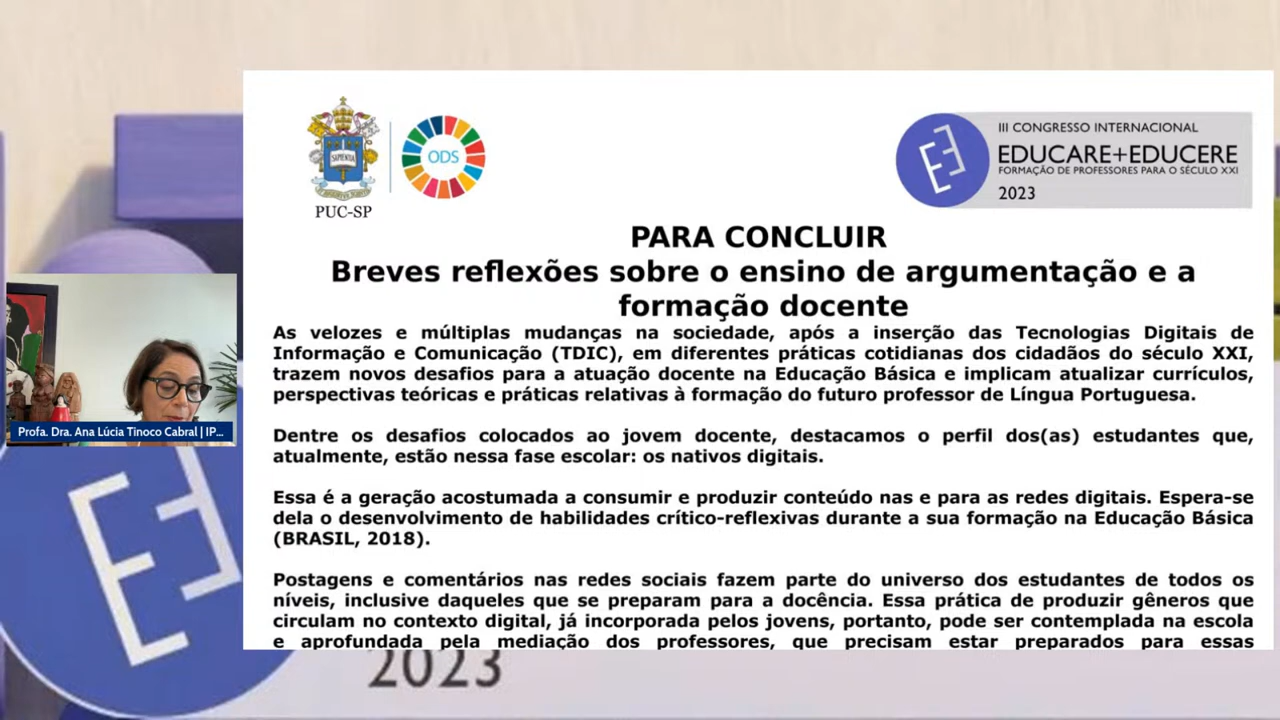 SAPIENTIA
PUC-SP
ODS
III CONGRESSO INTERNACIONAL
EDUCARE+EDUCERE
FORMAÇÃO DE PROFESSORES PARA O SÉCULO XXI
2023
PARA CONCLUIR
Breves reflexões sobre o ensino de argumentação e a
formação docente
As velozes e múltiplas mudanças na sociedade, após a inserção das Tecnologias Digitais de
Informação e Comunicação (TDIC), em diferentes práticas cotidianas dos cidadãos do século XXI,
trazem novos desafios para a atuação docente na Educação Básica e implicam atualizar currículos,
perspectivas teóricas e práticas relativas à formação do futuro professor de Língua Portuguesa.
Dentre os desafios colocados ao jovem docente, destacamos o perfil dos(as) estudantes que,
atualmente, estão nessa fase escolar: os nativos digitais.
Essa é a geração acostumada a consumir e produzir conteúdo nas e para as redes digitais. Espera-se
dela o desenvolvimento de habilidades crítico-reflexivas durante a sua formação na Educação Básica
(BRASIL, 2018).
Postagens e comentários nas redes sociais fazem parte do universo dos estudantes de todos os
níveis, inclusive daqueles que se preparam para a docência. Essa prática de produzir gêneros que
circulam no contexto digital, já incorporada pelos jovens, portanto, pode ser contemplada na escola
e aprofundada pela mediação dos professores, que precisam estar preparados para essas
Profa. Dra. Ana Lúcia Tinoco Cabral | IP...
2023